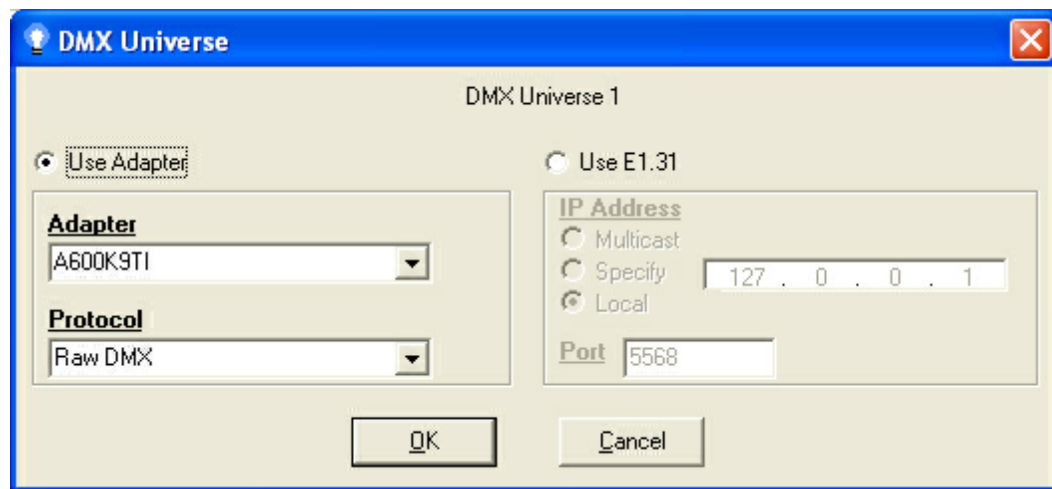 DMX Universe
DMX Universe 1
Use Adapter
Adapter
A600K9TI
Protocol
Raw DMX
Use E1.31
IP Address
Multicast
Specify 127 . 0 . 0 . 1
Local
Port 5568
OK Cancel